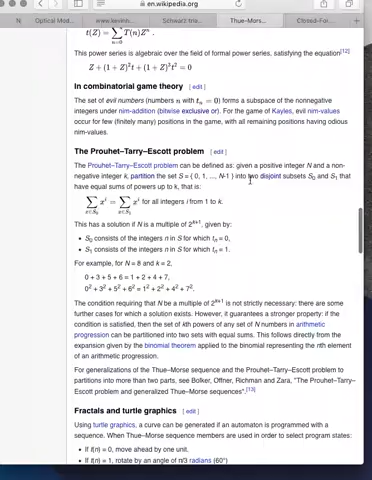 en.wikipedia.org
N
Optical Mod...
www.kevlinh...
Schwarz-trie...
Thue–Mors...
Closed-For...
t(Z) = ∑ T(n)Zⁿ .
n=0
This power series is algebraic over the field of formal power series, satisfying the equation[12]
Z + (1 + Z)²t + (1 + Z)³t² = 0
In combinatorial game theory [ edit ]
The set of evil numbers (numbers n with tₙ = 0) forms a subspace of the nonnegative
integers under nim-addition (bitwise exclusive or). For the game of Kayles, evil nim-values
occur for few (finitely many) positions in the game, with all remaining positions having odious
nim-values.
The Prouhet–Tarry–Escott problem [ edit ]
The Prouhet–Tarry–Escott problem can be defined as: given a positive integer N and a non-
negative integer k, partition the set S = { 0, 1, ..., N-1 } into two disjoint subsets S₀ and S₁ that
have equal sums of powers up to k, that is:
∑ xⁱ = ∑ xⁱ for all integers i from 1 to k.
x∈S₀ x∈S₁
This has a solution if N is a multiple of 2ᵏ⁺¹, given by:
• S₀ consists of the integers n in S for which tₙ = 0,
• S₁ consists of the integers n in S for which tₙ = 1.
For example, for N = 8 and k = 2,
0 + 3 + 5 + 6 = 1 + 2 + 4 + 7,
0² + 3² + 5² + 6² = 1² + 2² + 4² + 7².
The condition requiring that N be a multiple of 2ᵏ⁺¹ is not strictly necessary: there are some
further cases for which a solution exists. However, it guarantees a stronger property: if the
condition is satisfied, then the set of kth powers of any set of N numbers in arithmetic
progression can be partitioned into two sets with equal sums. This follows directly from the
expansion given by the binomial theorem applied to the binomial representing the nth element
of an arithmetic progression.
For generalizations of the Thue–Morse sequence and the Prouhet–Tarry–Escott problem to
partitions into more than two parts, see Bolker, Offner, Richman and Zara, "The Prouhet–Tarry–
Escott problem and generalized Thue–Morse sequences".[13]
Fractals and turtle graphics [ edit ]
Using turtle graphics, a curve can be generated if an automaton is programmed with a
sequence. When Thue–Morse sequence members are used in order to select program states:
• If t(n) = 0, move ahead by one unit.
• If t(n) = 1, rotate by an angle of π/3 radians (60°)